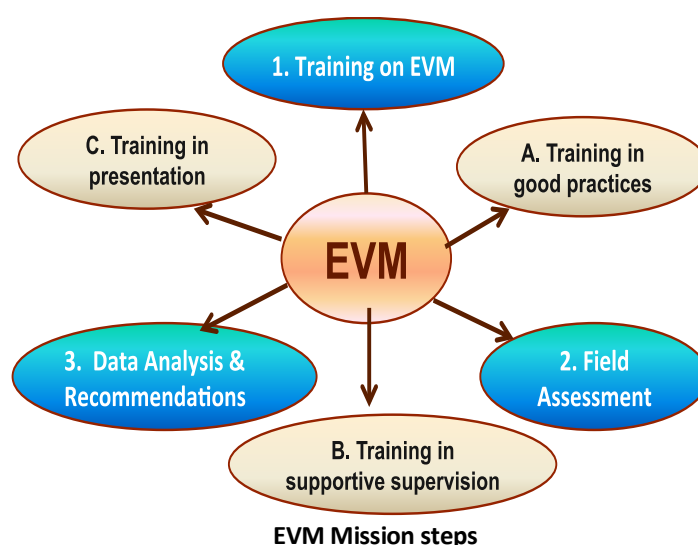 1. Training on EVM
C. Training in
presentation
A. Training in
good practices
EVM
3. Data Analysis &
Recommendations
2. Field
Assessment
B. Training in
supportive supervision
EVM Mission steps